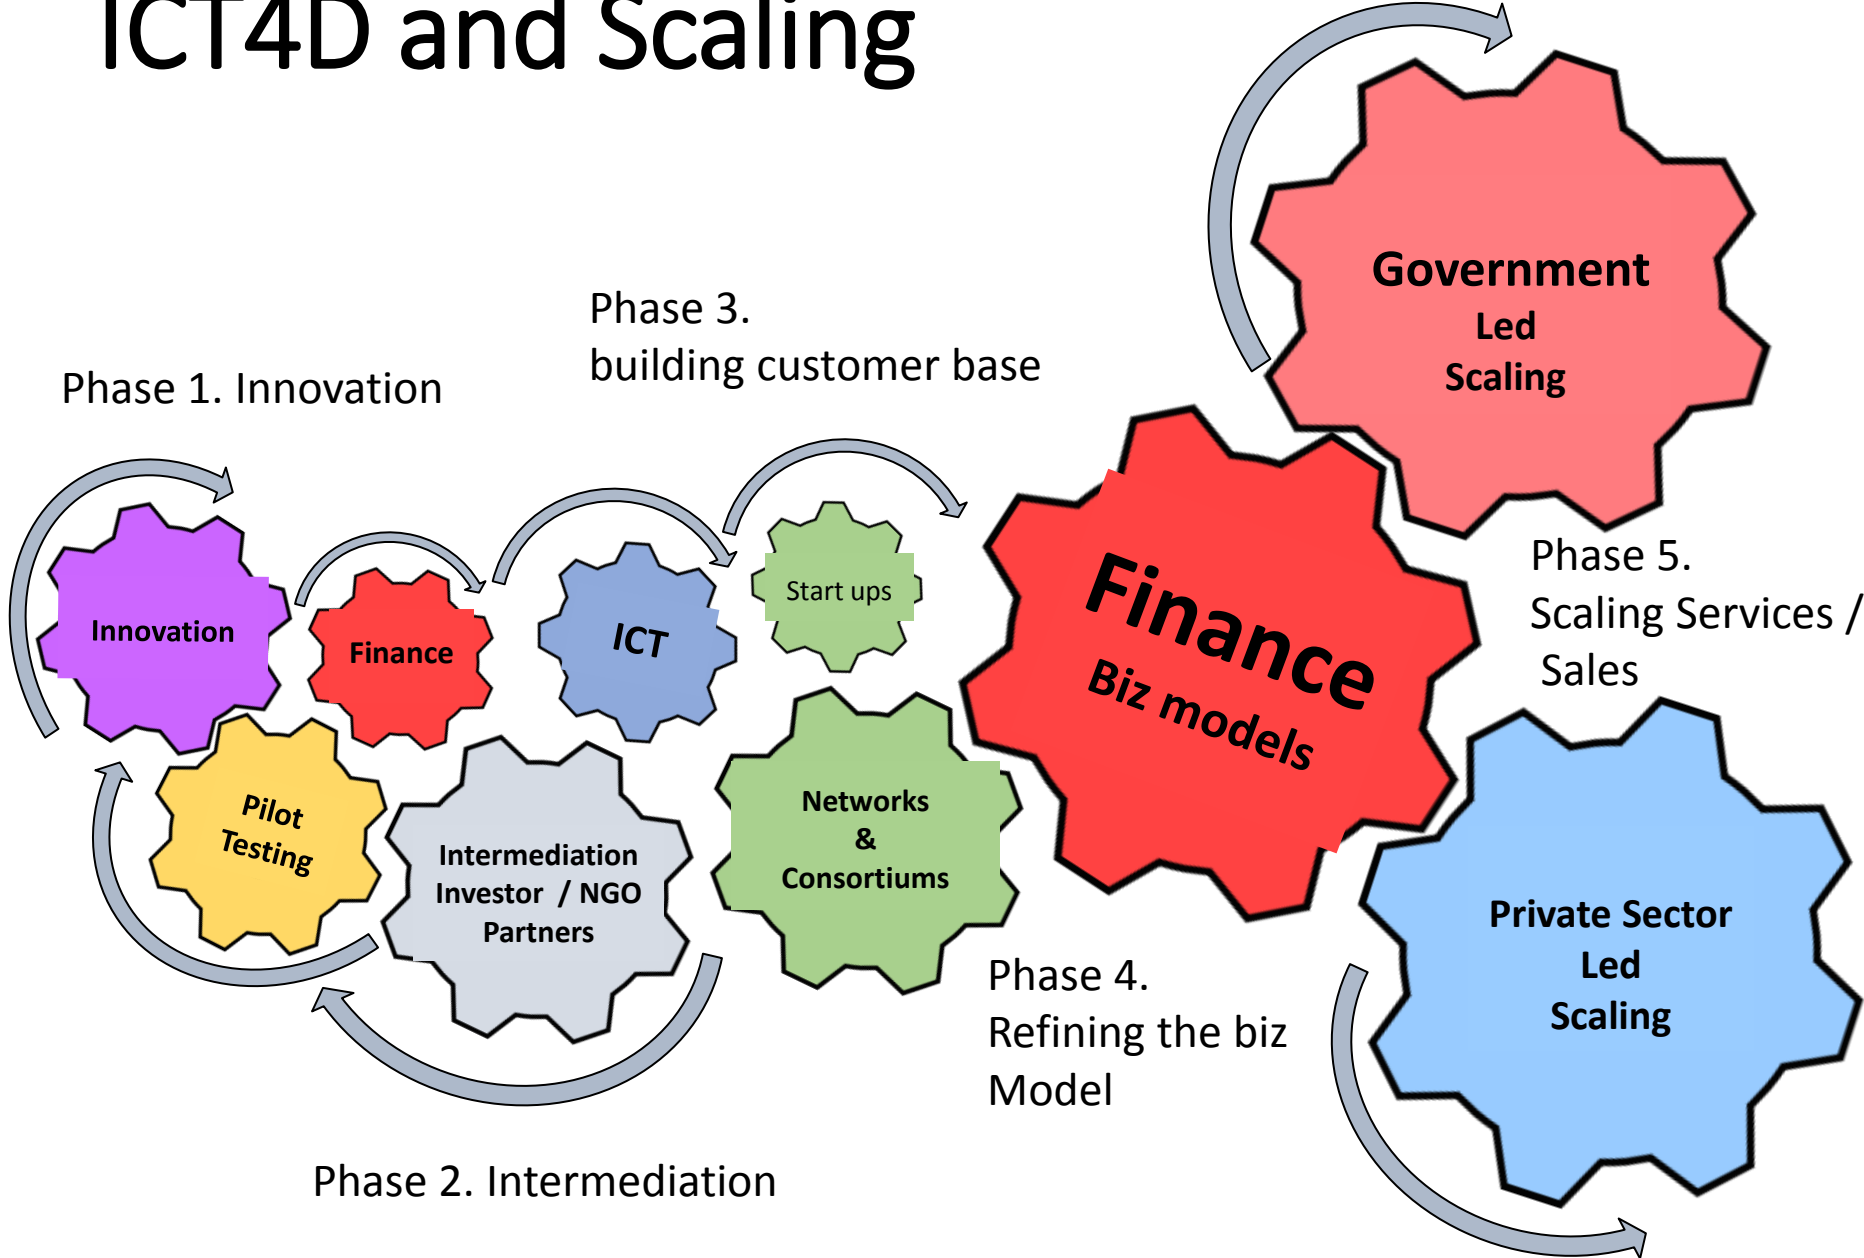 ICT4D and Scaling
Phase 1. Innovation
Phase 3.
building customer base
Government
Led
Scaling
Innovation
Finance
ICT
Start ups
Finance
Biz models
Phase 5.
Scaling Services /
Sales
Pilot
Testing
Intermediation
Investor / NGO
Partners
Networks
&
Consortiums
Private Sector
Led
Scaling
Phase 4.
Refining the biz
Model
Phase 2. Intermediation